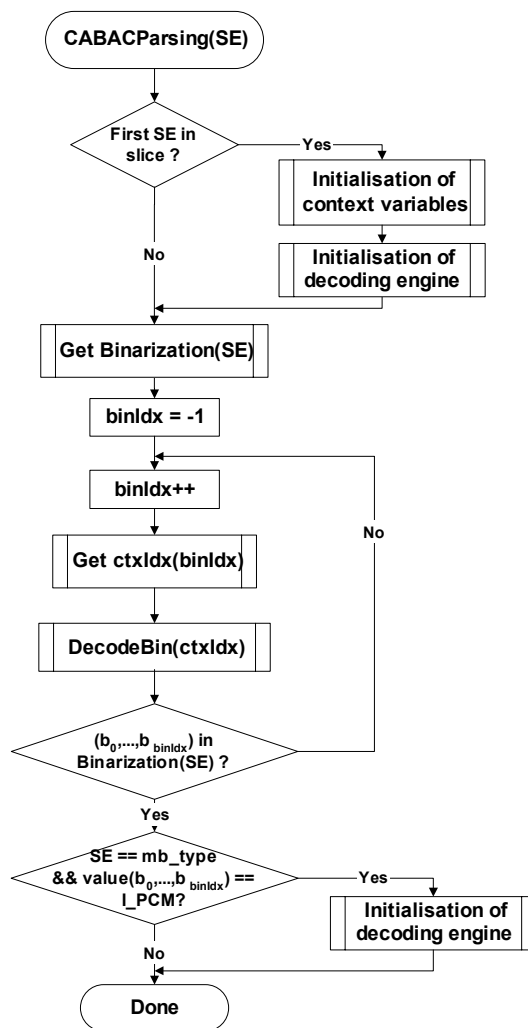 CABACParsing(SE)
First SE in
slice ?
Yes
Initialisation of
context variables
No
Initialisation of
decoding engine
Get Binarization(SE)
binIdx = -1
binIdx++
No
Get ctxIdx(binIdx)
DecodeBin(ctxIdx)
(b0,...,b binIdx) in
Binarization(SE) ?
Yes
SE == mb_type
&& value(b0,...,b binIdx) ==
I_PCM?
Yes
Initialisation of
decoding engine
No
Done